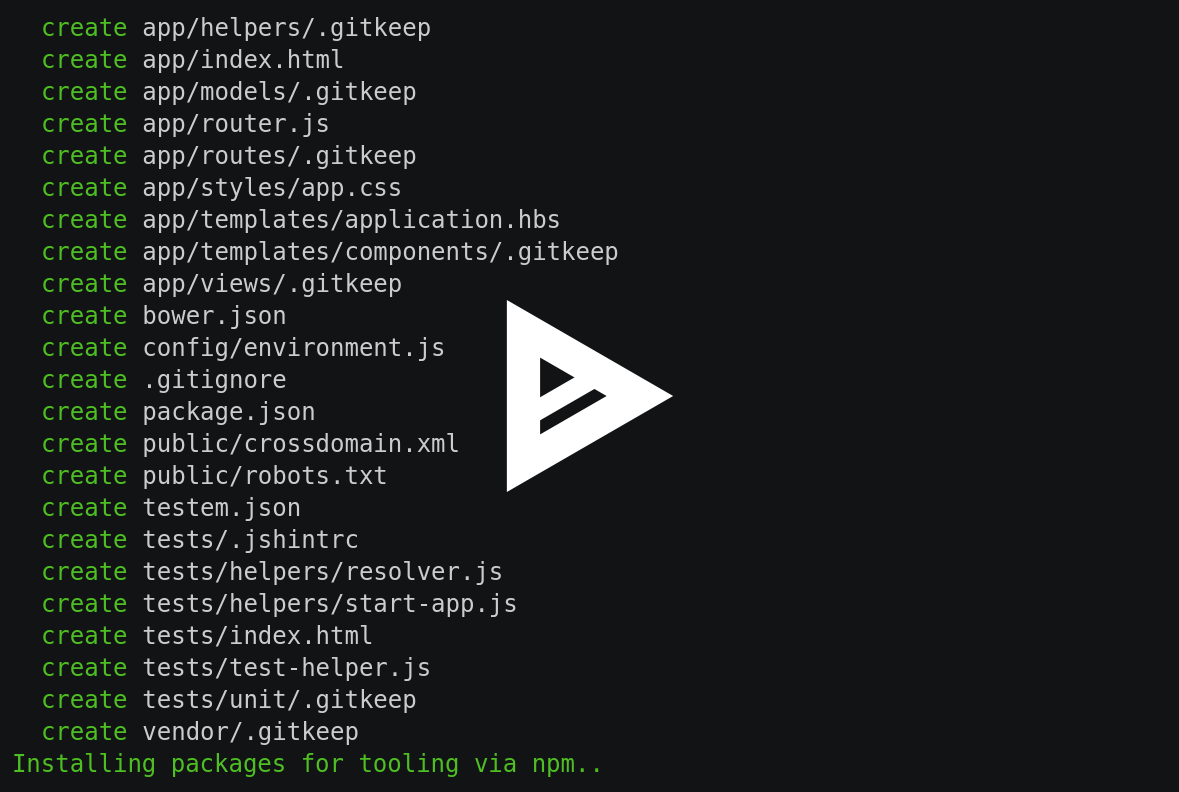 create app/helpers/.gitkeep
create app/index.html
create app/models/.gitkeep
create app/router.js
create app/routes/.gitkeep
create app/styles/app.css
create app/templates/application.hbs
create app/templates/components/.gitkeep
create app/views/.gitkeep
create bower.json
create config/environment.js
create .gitignore
create package.json
create public/crossdomain.xml
create public/robots.txt
create testem.json
create tests/.jshintrc
create tests/helpers/resolver.js
create tests/helpers/start-app.js
create tests/index.html
create tests/test-helper.js
create tests/unit/.gitkeep
create vendor/.gitkeep
Installing packages for tooling via npm..